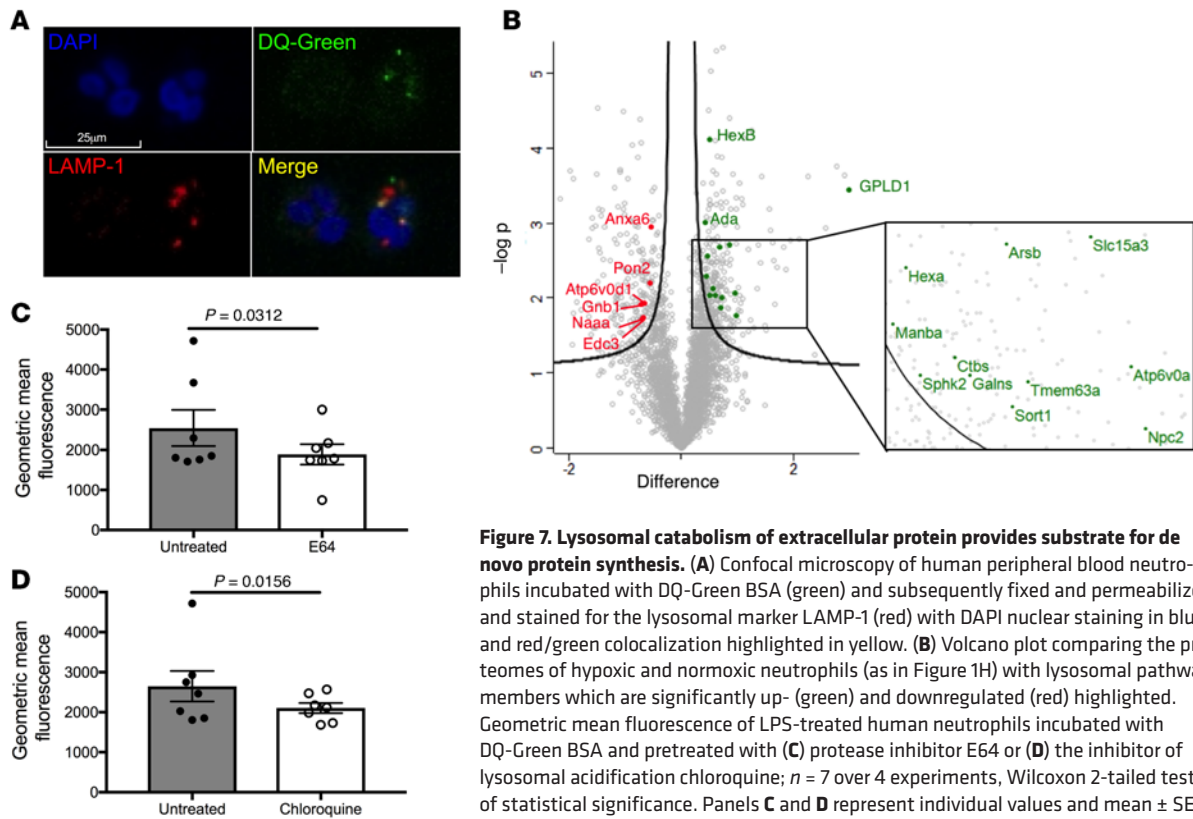 A
DAPI
DQ-Green
25µm
LAMP-1
Merge
B
5
4
3
2
1
0
–log p
-2
2
Difference
HexB
GPLD1
Ada
Anxa6
Pon2
Atp6v0d1
Gnb1
Naaa
Edc3
Arsb
Slc15a3
Hexa
Manba
Ctbs
Sphk2
Galns
Tmem63a
Atp6v0a
Sort1
Npc2
C
P = 0.0312
5000
4000
3000
2000
1000
0
Geometric mean
fluorescence
Untreated
E64
D
P = 0.0156
5000
4000
3000
2000
1000
0
Geometric mean
fluorescence
Untreated
Chloroquine
Figure 7. Lysosomal catabolism of extracellular protein provides substrate for de
novo protein synthesis. (A) Confocal microscopy of human peripheral blood neutro-
phils incubated with DQ-Green BSA (green) and subsequently fixed and permeabilize
and stained for the lysosomal marker LAMP-1 (red) with DAPI nuclear staining in blu
and red/green colocalization highlighted in yellow. (B) Volcano plot comparing the pr
teomes of hypoxic and normoxic neutrophils (as in Figure 1H) with lysosomal pathwa
members which are significantly up- (green) and downregulated (red) highlighted.
Geometric mean fluorescence of LPS-treated human neutrophils incubated with
DQ-Green BSA and pretreated with (C) protease inhibitor E64 or (D) the inhibitor of
lysosomal acidification chloroquine; n = 7 over 4 experiments, Wilcoxon 2-tailed test
of statistical significance. Panels C and D represent individual values and mean ± SE